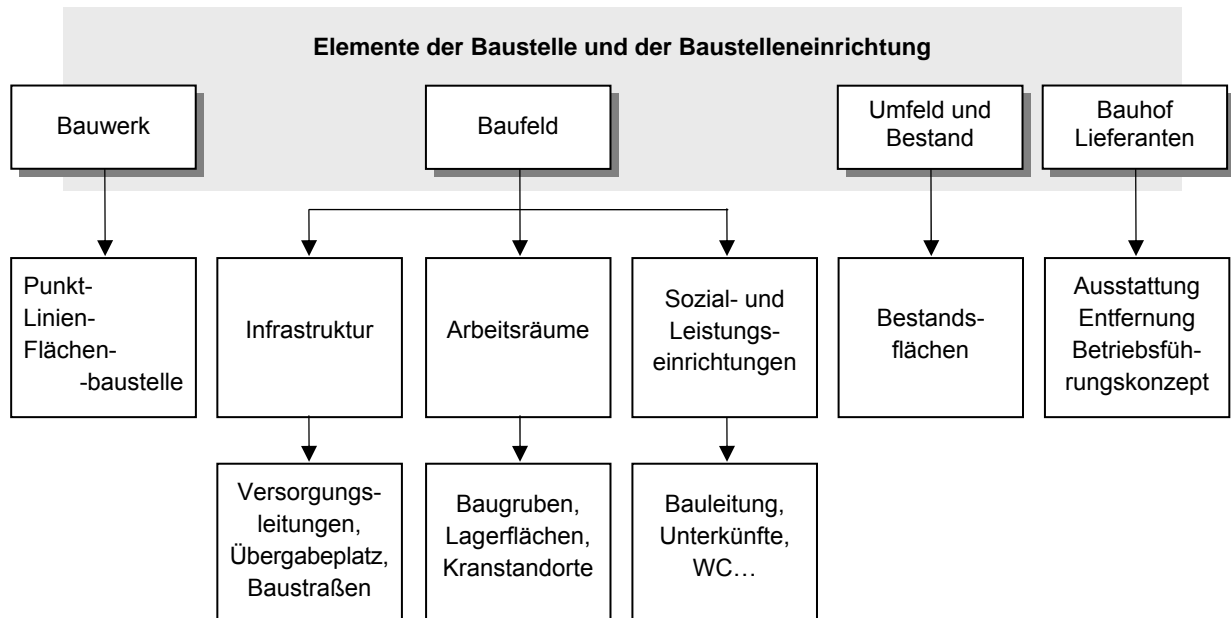 Elemente der Baustelle und der Baustelleneinrichtung
Bauwerk
Baufeld
Umfeld und
Bestand
Bauhof
Lieferanten
Punkt-
Linien-
Flächen-
-baustelle
Infrastruktur
Arbeitsräume
Sozial- und
Leistungs-
einrichtungen
Bestands-
flächen
Ausstattung
Entfernung
Betriebsfüh-
rungskonzept
Versorgungs-
leitungen,
Übergabeplatz,
Baustraßen
Baugruben,
Lagerflächen,
Kranstandorte
Bauleitung,
Unterkünfte,
WC…